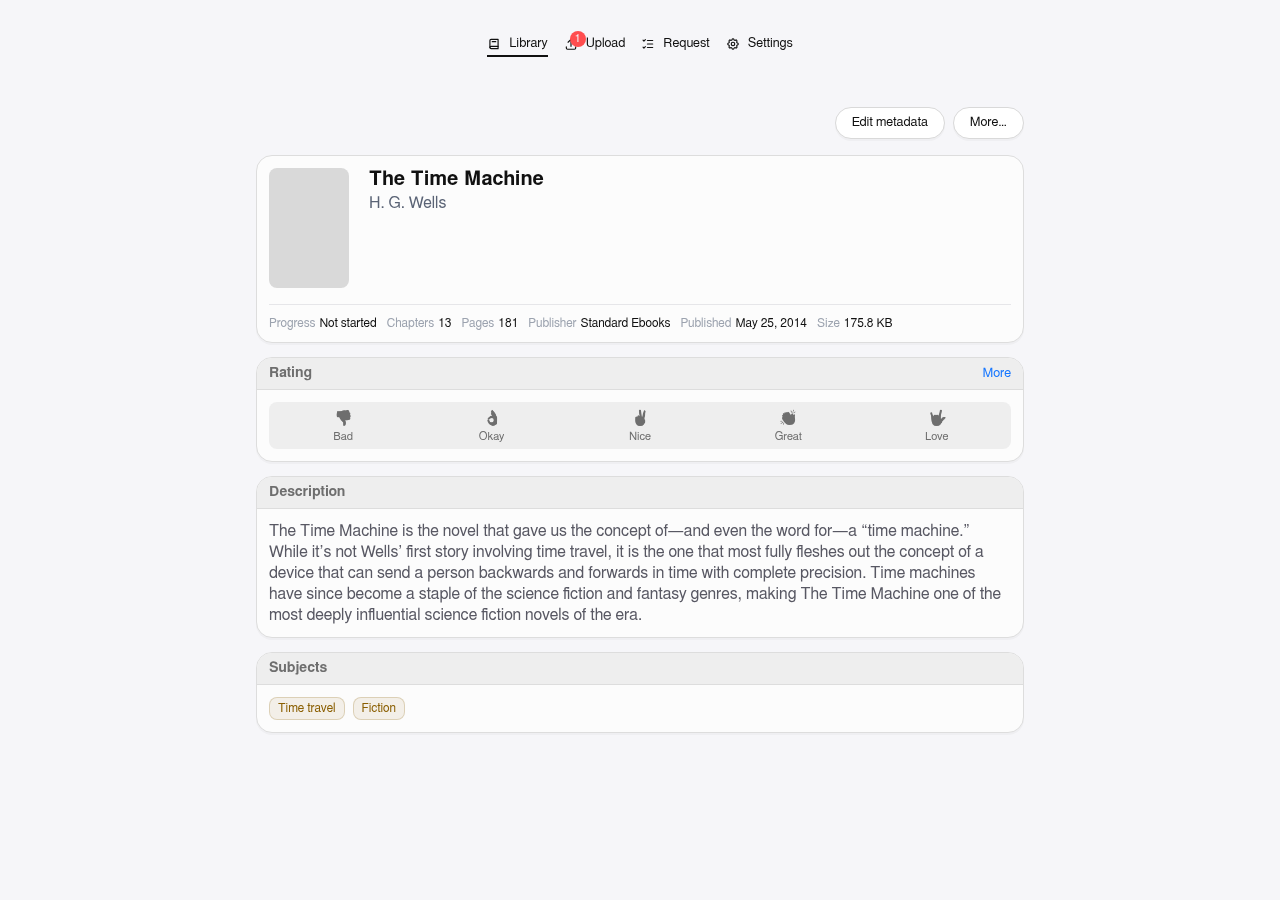 Library 1 Upload Request Settings
Edit metadata More...
The Time Machine
H. G. Wells
Progress Not started Chapters 13 Pages 181 Publisher Standard Ebooks Published May 25, 2014 Size 175.8 KB
Rating More
Bad Okay Nice Great Love
Description
The Time Machine is the novel that gave us the concept of—and even the word for—a “time machine.”
While it’s not Wells’ first story involving time travel, it is the one that most fully fleshes out the concept of a
device that can send a person backwards and forwards in time with complete precision. Time machines
have since become a staple of the science fiction and fantasy genres, making The Time Machine one of the
most deeply influential science fiction novels of the era.
Subjects
Time travel Fiction